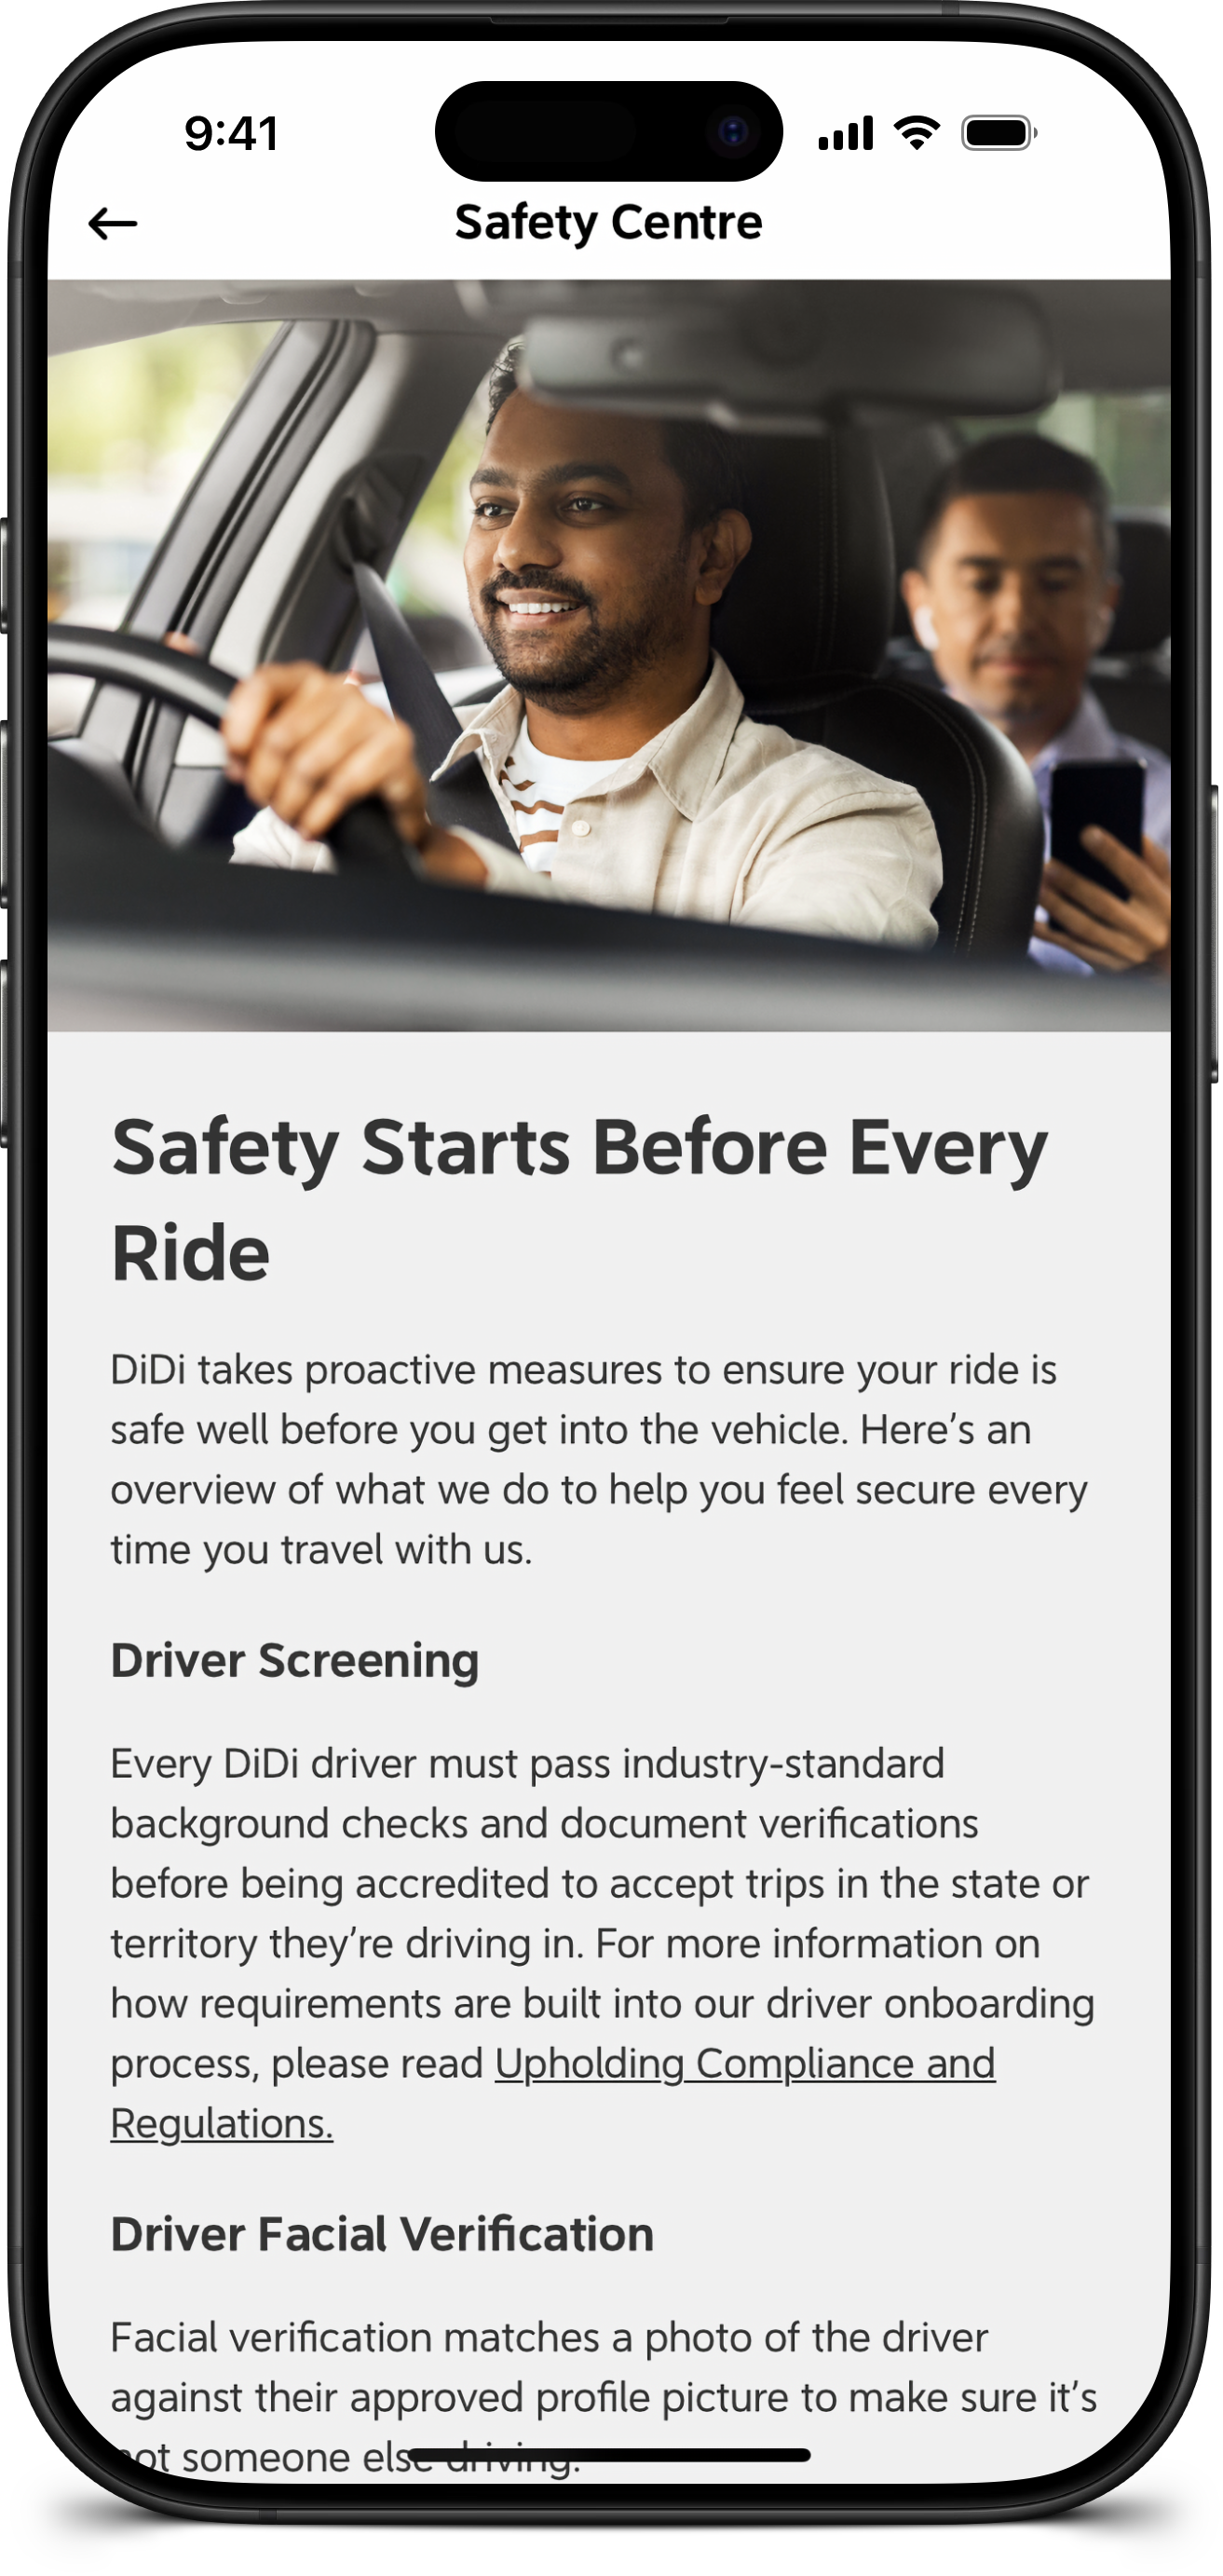 9:41
Safety Centre
Safety Starts Before Every
Ride
DiDi takes proactive measures to ensure your ride is
safe well before you get into the vehicle. Here’s an
overview of what we do to help you feel secure every
time you travel with us.
Driver Screening
Every DiDi driver must pass industry-standard
background checks and document verifications
before being accredited to accept trips in the state or
territory they’re driving in. For more information on
how requirements are built into our driver onboarding
process, please read Upholding Compliance and
Regulations.
Driver Facial Verification
Facial verification matches a photo of the driver
against their approved profile picture to make sure it’s
not someone else driving.